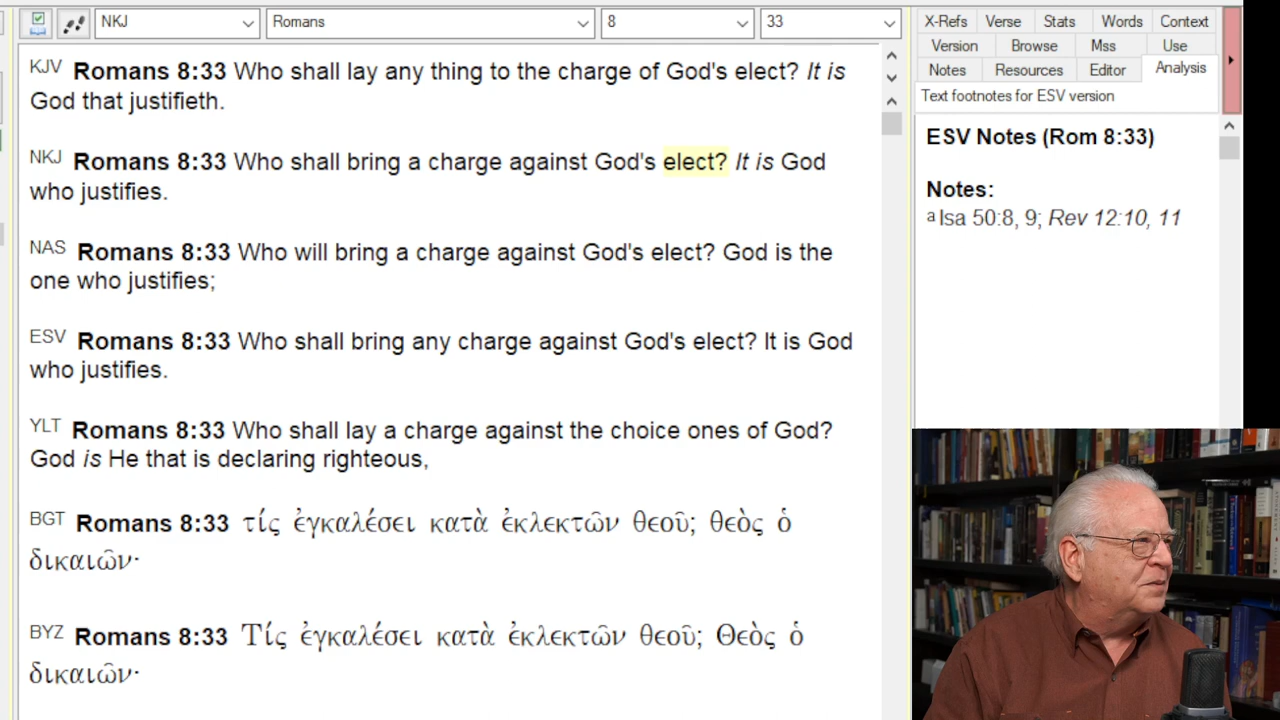 NKJ Romans 8 33
KJV Romans 8:33 Who shall lay any thing to the charge of God's elect? It is
God that justifieth.
NKJ Romans 8:33 Who shall bring a charge against God's elect? It is God
who justifies.
NAS Romans 8:33 Who will bring a charge against God's elect? God is the
one who justifies;
ESV Romans 8:33 Who shall bring any charge against God's elect? It is God
who justifies.
YLT Romans 8:33 Who shall lay a charge against the choice ones of God?
God is He that is declaring righteous,
BGT Romans 8:33 τίς ἐγκαλέσει κατὰ ἐκλεκτῶν θεοῦ; θεὸς ὁ
δικαιῶν·
BYZ Romans 8:33 Τίς ἐγκαλέσει κατὰ ἐκλεκτῶν θεοῦ; Θεὸς ὁ
δικαιῶν·
X-Refs Verse Stats Words Context
Version Browse Mss Use
Notes Resources Editor Analysis
Text footnotes for ESV version
ESV Notes (Rom 8:33)
Notes:
a Isa 50:8, 9; Rev 12:10, 11